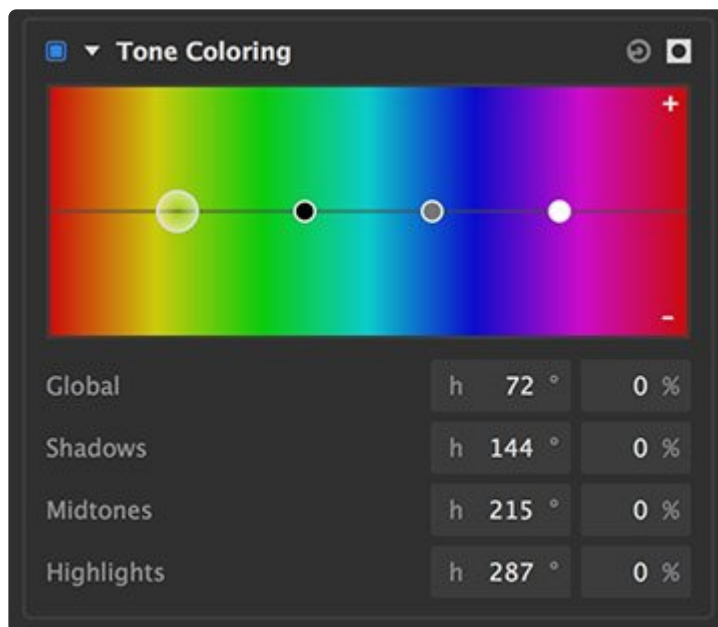 Tone Coloring
+
-
Global h 72 ° 0 %
Shadows h 144 ° 0 %
Midtones h 215 ° 0 %
Highlights h 287 ° 0 %